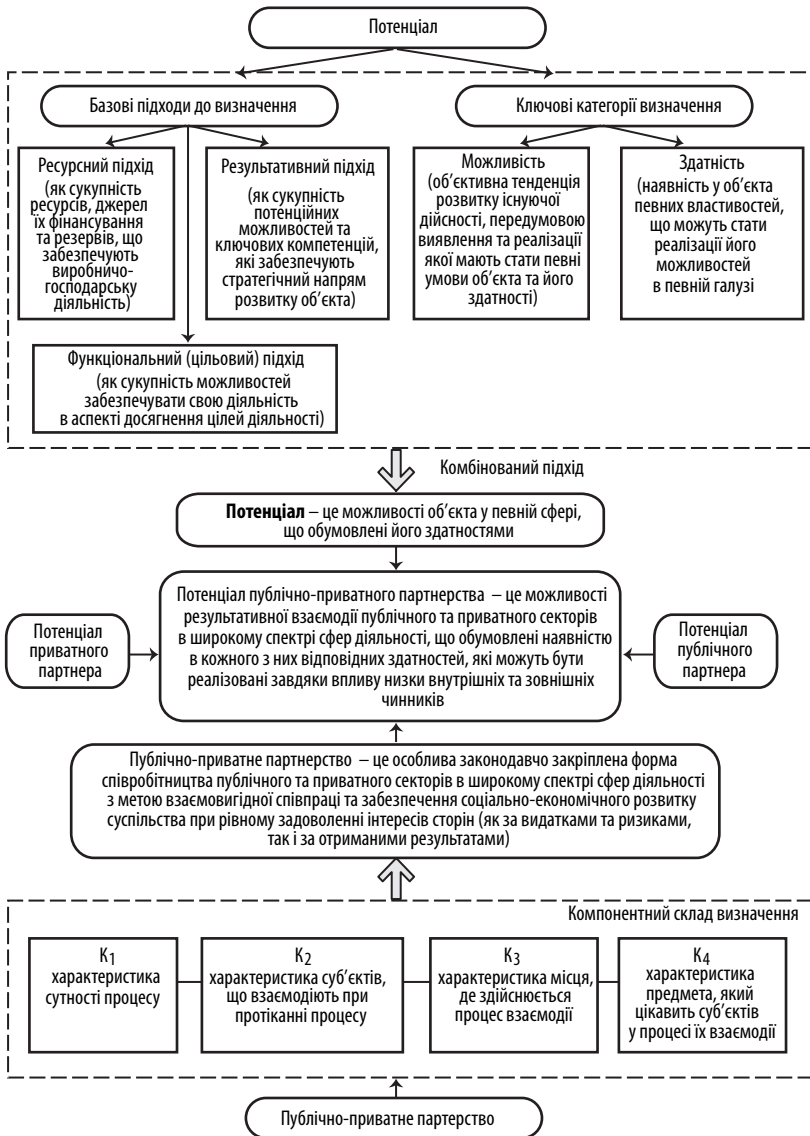 Потенціал
Базові підходи до визначення
Ключові категорії визначення
Ресурсний підхід
(як сукупність
ресурсів, джерел
їх фінансування
та резервів, що
забезпечують
виробничо-
господарську
діяльність)
Результативний підхід
(як сукупність
потенційних
можливостей та
ключових компетенцій,
які забезпечують
стратегічний напрям
розвитку об’єкта)
Можливість
(об’єктивна тенденція
розвитку існуючої
дійсності, передумовою
виявлення та реалізації
якої мають стати певні
умови об’єкта та його
здатності)
Здатність
(наявність у об’єкта
певних властивостей,
що можуть стати
реалізації його
можливостей
в певній галузі
Функціональний (цільовий) підхід
(як сукупність можливостей
забезпечувати свою діяльність
в аспекті досягнення цілей діяльності)
Комбінований підхід
Потенціал – це можливості об’єкта у певній сфері,
що обумовлені його здатностями
Потенціал публічно-приватного партнерства – це можливості
результативної взаємодії публічного та приватного секторів
в широкому спектрі сфер діяльності, що обумовлені наявністю
в кожного з них відповідних здатностей, які можуть бути
реалізовані завдяки впливу низки внутрішніх та зовнішніх
чинників
Потенціал
приватного
партнера
Потенціал
публічного
партнера
Публічно-приватне партнерство – це особлива законодавчо закріплена форма
співробітництва публічного та приватного секторів в широкому спектрі сфер діяльності
з метою взаємовигідної співпраці та забезпечення соціально-економічного розвитку
суспільства при рівному задоволенні інтересів сторін (як за видатками та ризиками,
так і за отриманими результатами)
Компонентний склад визначення
К1
характеристика
сутності процесу
К2
характеристика суб’єктів,
що взаємодіють при
протіканні процесу
К3
характеристика місця,
де здійснюється
процес взаємодії
К4
характеристика
предмета, який
цікавить суб’єктів
у процесі їх взаємодії
Публічно-приватне партерство